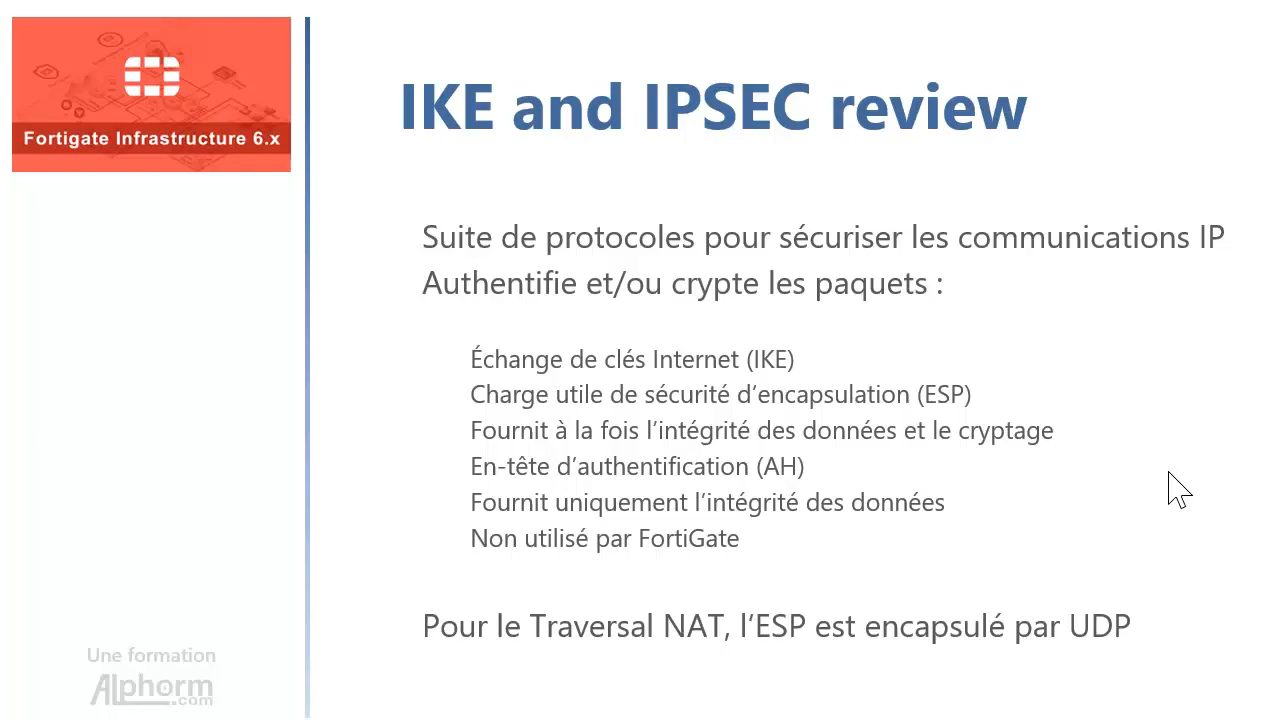 Fortigate Infrastructure 6.x
IKE and IPSEC review
Suite de protocoles pour sécuriser les communications IP
Authentifie et/ou crypte les paquets :
Échange de clés Internet (IKE)
Charge utile de sécurité d’encapsulation (ESP)
Fournit à la fois l’intégrité des données et le cryptage
En-tête d’authentification (AH)
Fournit uniquement l’intégrité des données
Non utilisé par FortiGate
Pour le Traversal NAT, l’ESP est encapsulé par UDP
Une formation
Alphorm
.com